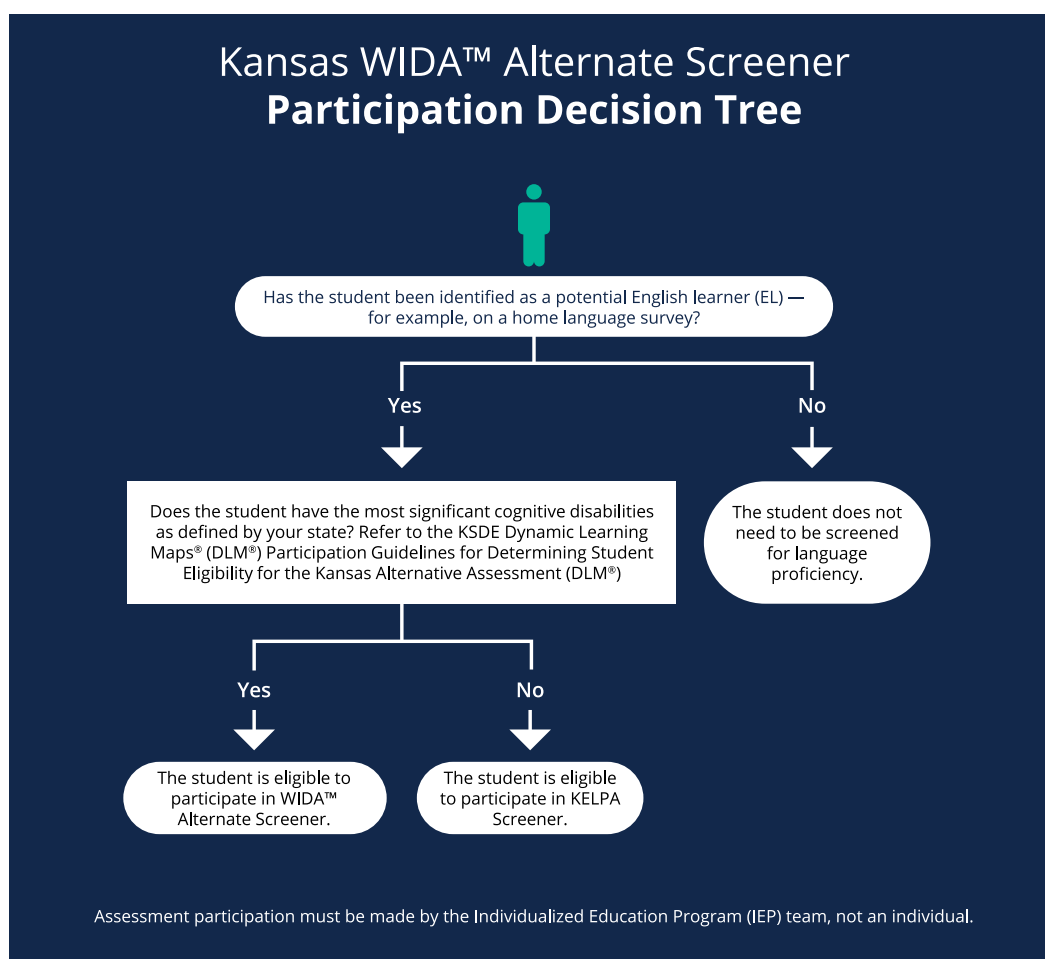 Kansas WIDA™ Alternate Screener
Participation Decision Tree
Has the student been identified as a potential English learner (EL) —
for example, on a home language survey?
Yes
No
Does the student have the most significant cognitive disabilities
as defined by your state? Refer to the KSDE Dynamic Learning
Maps® (DLM®) Participation Guidelines for Determining Student
Eligibility for the Kansas Alternative Assessment (DLM®)
The student does not
need to be screened
for language
proficiency.
Yes
No
The student is eligible to
participate in WIDA™
Alternate Screener.
The student is eligible
to participate in KELPA
Screener.
Assessment participation must be made by the Individualized Education Program (IEP) team, not an individual.